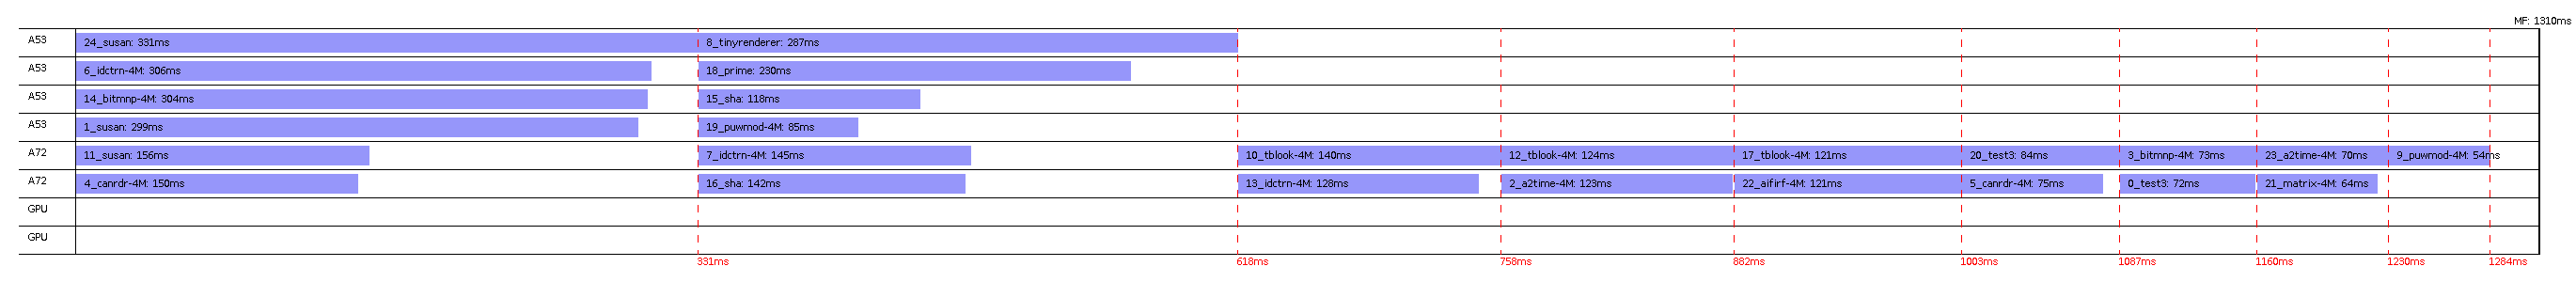 MF: 1310ms
A53 24_susan: 331ms 8_tinyrenderer: 287ms
A53 6_idctrn-4M: 306ms 18_prime: 230ms
A53 14_bitmnp-4M: 304ms 15_sha: 118ms
A53 1_susan: 299ms 19_puwmod-4M: 85ms
A72 11_susan: 156ms 7_idctrn-4M: 145ms 10_tblook-4M: 140ms 12_tblook-4M: 124ms 17_tblook-4M: 121ms 20_test3: 84ms 3_bitmnp-4M: 73ms 23_a2time-4M: 70ms 9_puwmod-4M: 54ms
A72 4_canrdr-4M: 150ms 16_sha: 142ms 13_idctrn-4M: 128ms 2_a2time-4M: 123ms 22_aifirf-4M: 121ms 5_canrdr-4M: 75ms 0_test3: 72ms 21_matrix-4M: 64ms
GPU
GPU
331ms 618ms 758ms 882ms 1003ms 1087ms 1160ms 1230ms 1284ms